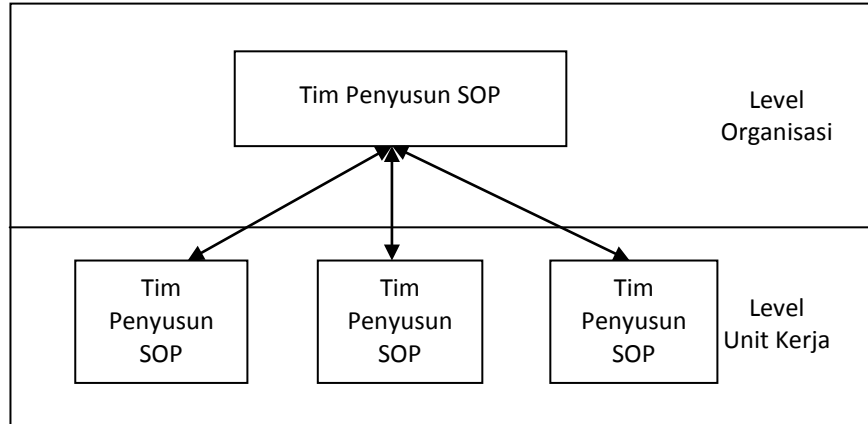 Tim Penyusun SOP
Level
Organisasi
Tim
Penyusun
SOP
Tim
Penyusun
SOP
Tim
Penyusun
SOP
Level
Unit Kerja